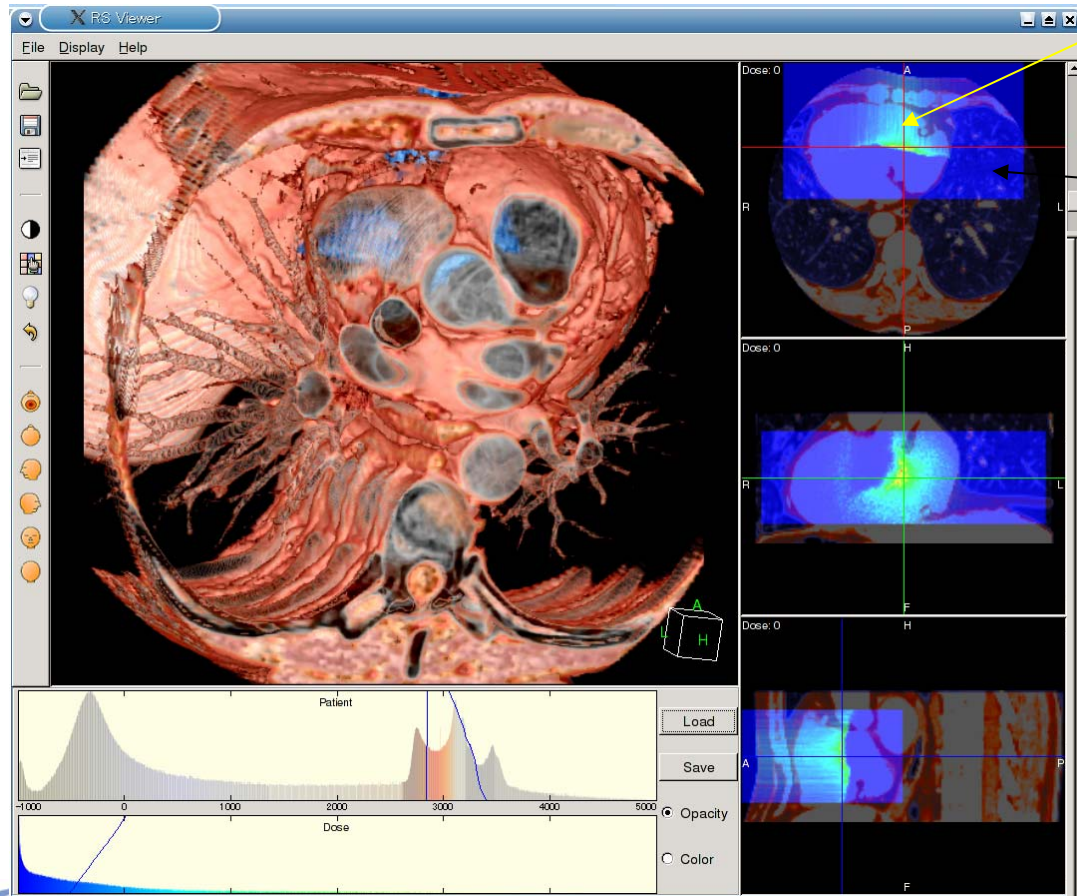 RS Viewer
File Display Help
Dose: 0
A
R
L
P
Dose: 0
H
R
L
F
Dose: 0
H
A
P
F
A
L
H
Patient
-1000 0 1000 2000 3000 4000 5000
Dose
Load
Save
Opacity
Color